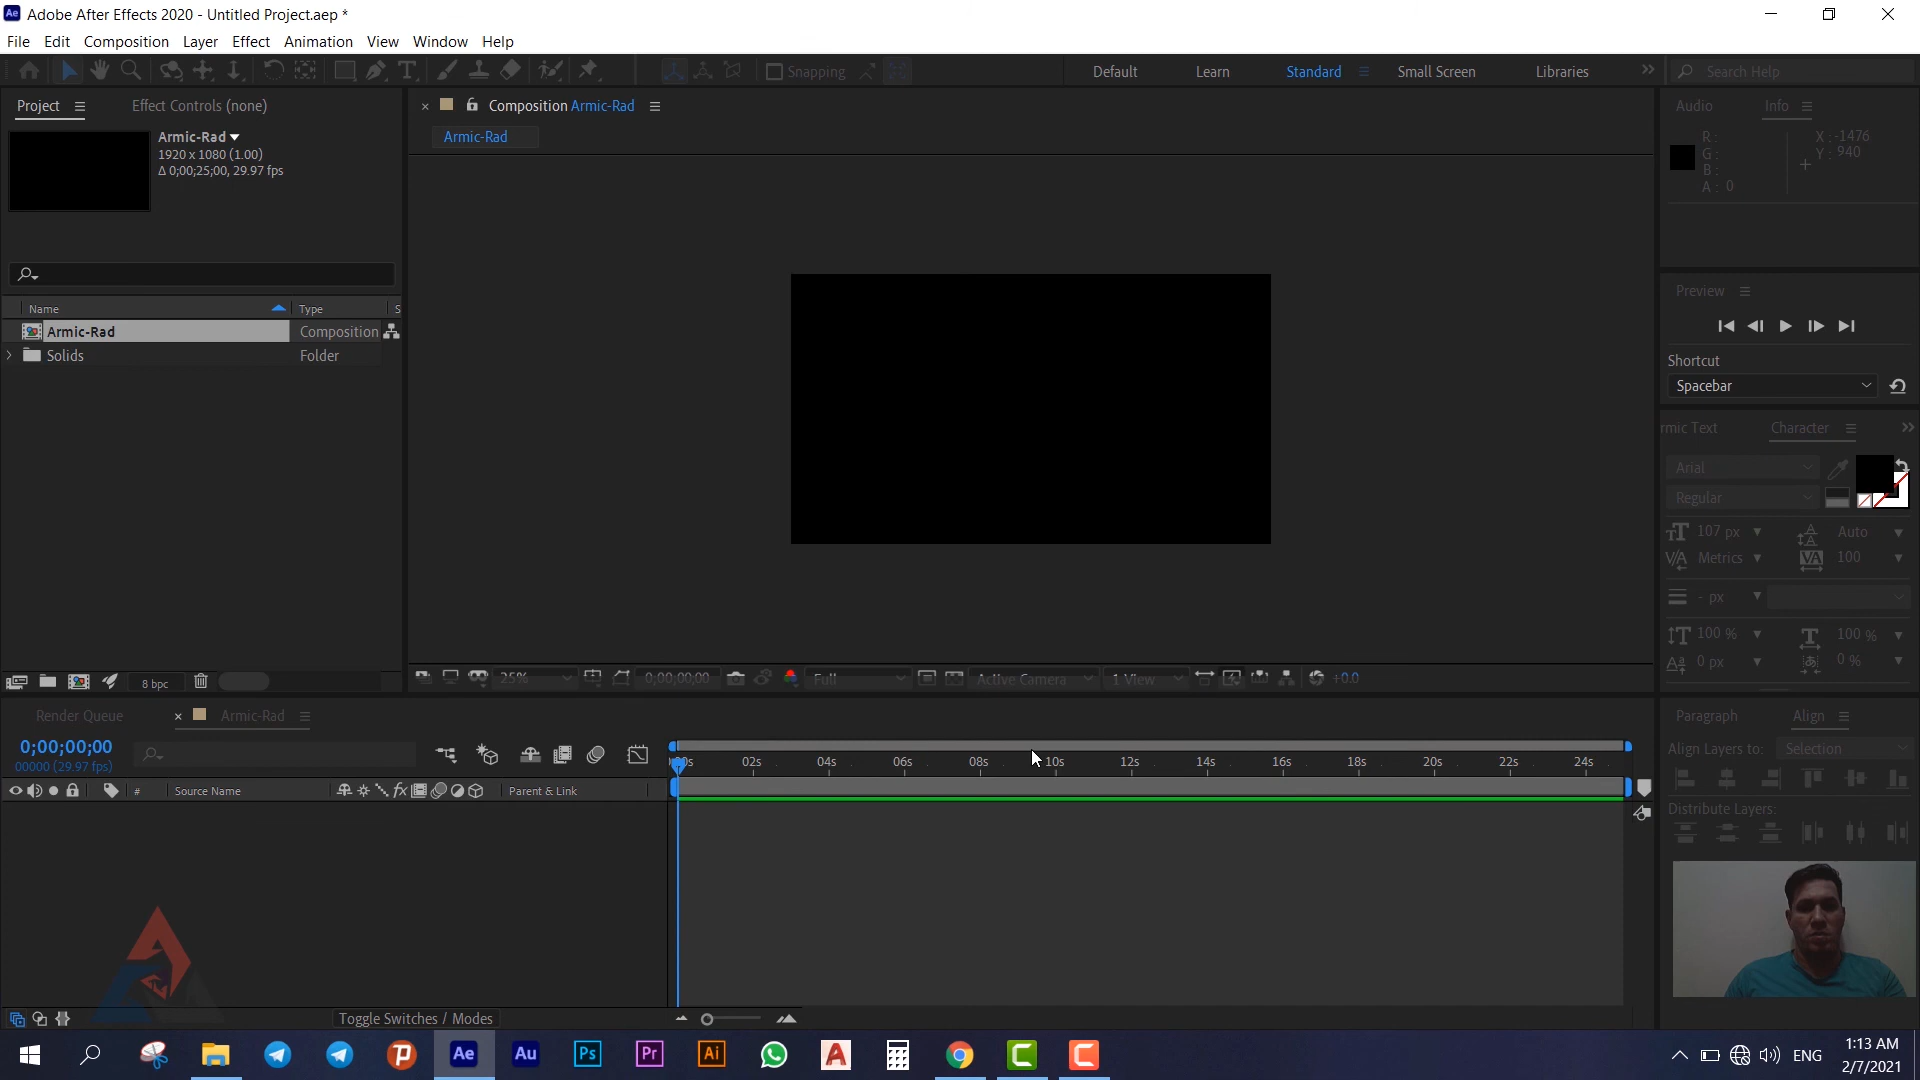 Adobe After Effects 2020 - Untitled Project.aep *
File Edit Composition Layer Effect Animation View Window Help
Snapping
Default Learn Standard Small Screen Libraries
Search Help
Project Effect Controls (none)
Armic-Rad
1920 x 1080 (1.00)
Δ 0;00;25;00, 29.97 fps
Composition Armic-Rad
Armic-Rad
Audio Info
R :
G :
B :
A : 0
X : -1476
Y : 940
Name Type S
Armic-Rad Composition
Solids Folder
Preview
Shortcut
Spacebar
rmic Text Character
Arial
Regular
107 px Auto
Metrics 100
- px
100 % 100 %
0 px 0 %
8 bpc
25% 0;00;00;00 Full Active Camera 1 View +0.0
Render Queue Armic-Rad
0;00;00;00
00000 (29.97 fps)
02s 04s 06s 08s 10s 12s 14s 16s 18s 20s 22s 24s
# Source Name Parent & Link
Paragraph Align
Align Layers to: Selection
Distribute Layers:
Toggle Switches / Modes
Ae Au Ps Pr Ai
ENG
1:13 AM
2/7/2021